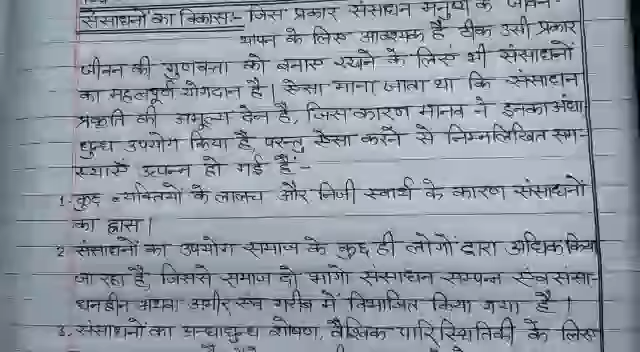 संसाधनों का विकास:- जिस प्रकार संसाधन मनुष्य के जीवन-
यापन के लिए आवश्यक है ठीक उसी प्रकार
जीवन की गुणवत्ता को बनाए रखने के लिए भी संसाधनों
का महत्वपूर्ण योगदान है। ऐसा माना जाता था कि संसाधन
प्रकृति की अमूल्य देन है, जिस कारण मानव ने इनका अंधा-
धुन्ध उपयोग किया है, परन्तु ऐसा करने से निम्नलिखित सम-
स्याएँ उत्पन्न हो गई हैं-
1. कुछ व्यक्तियों के लालच और निजी स्वार्थ के कारण संसाधनों
का ह्रास।
2 संसाधनों का उपयोग समाज के कुछ ही लोगों द्वारा अधिक किया
जा रहा है, जिससे समाज दो भागों संसाधन सम्पन्न एवं संसा-
धनहीन अथवा अमीर एवं गरीब में विभाजित किया गया है।
3. संसाधनों का अन्धाधुन्ध शोषण, वैश्विक पारिस्थितिकी के लिए